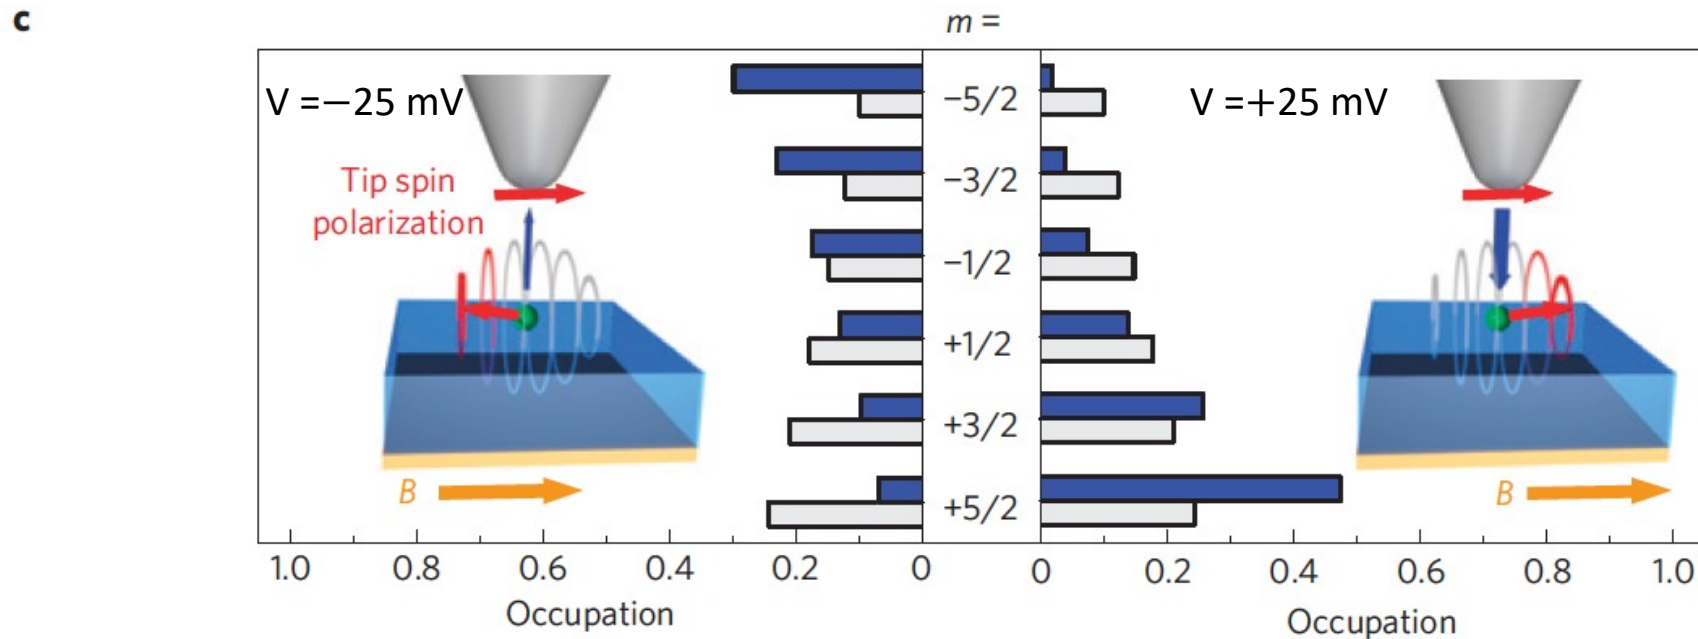 c
m =
V =−25 mV
−5/2
V =+25 mV
Tip spin
polarization
−3/2
−1/2
+1/2
+3/2
+5/2
B
B
1.0 0.8 0.6 0.4 0.2 0
0 0.2 0.4 0.6 0.8 1.0
Occupation
Occupation